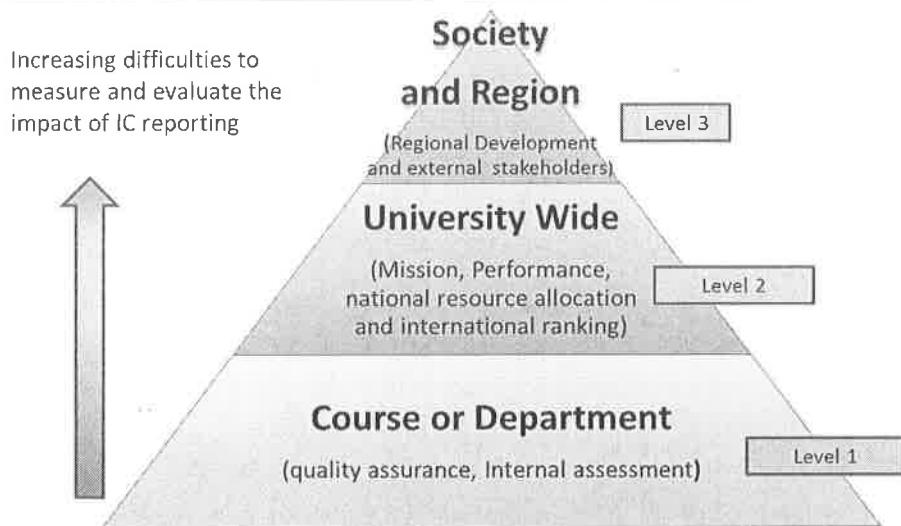 Increasing difficulties to
measure and evaluate the
impact of IC reporting
Society
and Region
(Regional Development
and external stakeholders)
Level 3
University Wide
(Mission, Performance,
national resource allocation
and international ranking)
Level 2
Course or Department
(quality assurance, Internal assessment)
Level 1